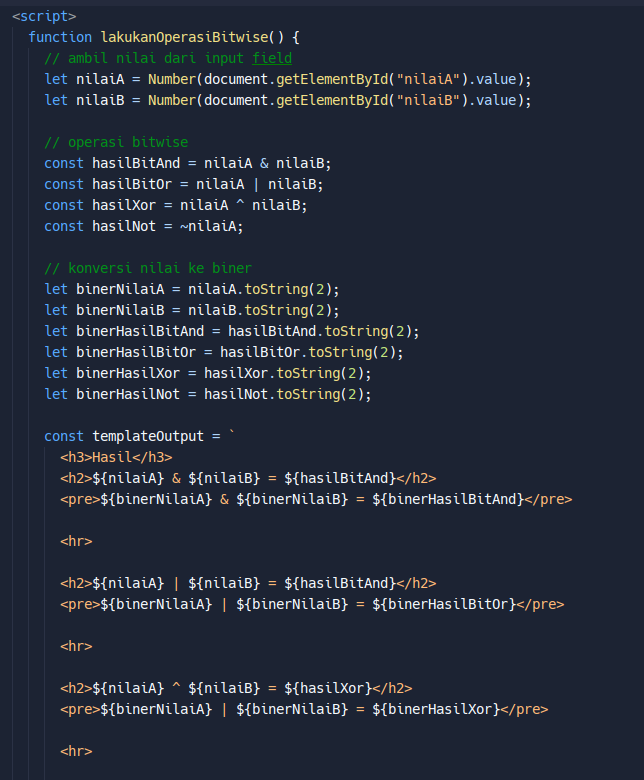 <script>
function lakukanOperasiBitwise() {
// ambil nilai dari input field
let nilaiA = Number(document.getElementById("nilaiA").value);
let nilaiB = Number(document.getElementById("nilaiB").value);
// operasi bitwise
const hasilBitAnd = nilaiA & nilaiB;
const hasilBitOr = nilaiA | nilaiB;
const hasilXor = nilaiA ^ nilaiB;
const hasilNot = ~nilaiA;
// konversi nilai ke biner
let binerNilaiA = nilaiA.toString(2);
let binerNilaiB = nilaiB.toString(2);
let binerHasilBitAnd = hasilBitAnd.toString(2);
let binerHasilBitOr = hasilBitOr.toString(2);
let binerHasilXor = hasilXor.toString(2);
let binerHasilNot = hasilNot.toString(2);
const templateOutput = `
<h3>Hasil</h3>
<h2>${nilaiA} & ${nilaiB} = ${hasilBitAnd}</h2>
<pre>${binerNilaiA} & ${binerNilaiB} = ${binerHasilBitAnd}</pre>
<hr>
<h2>${nilaiA} | ${nilaiB} = ${hasilBitAnd}</h2>
<pre>${binerNilaiA} | ${binerNilaiB} = ${binerHasilBitOr}</pre>
<hr>
<h2>${nilaiA} ^ ${nilaiB} = ${hasilXor}</h2>
<pre>${binerNilaiA} | ${binerNilaiB} = ${binerHasilXor}</pre>
<hr>